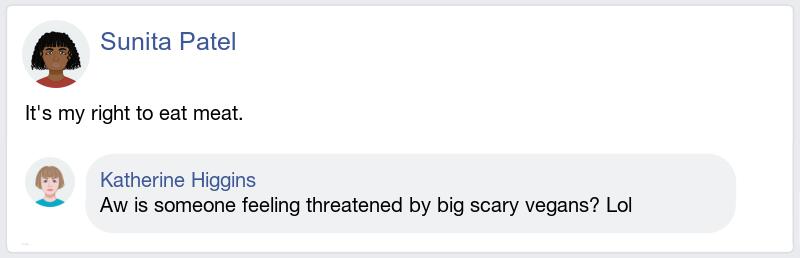 Sunita Patel
It's my right to eat meat.
Katherine Higgins
Aw is someone feeling threatened by big scary vegans? Lol